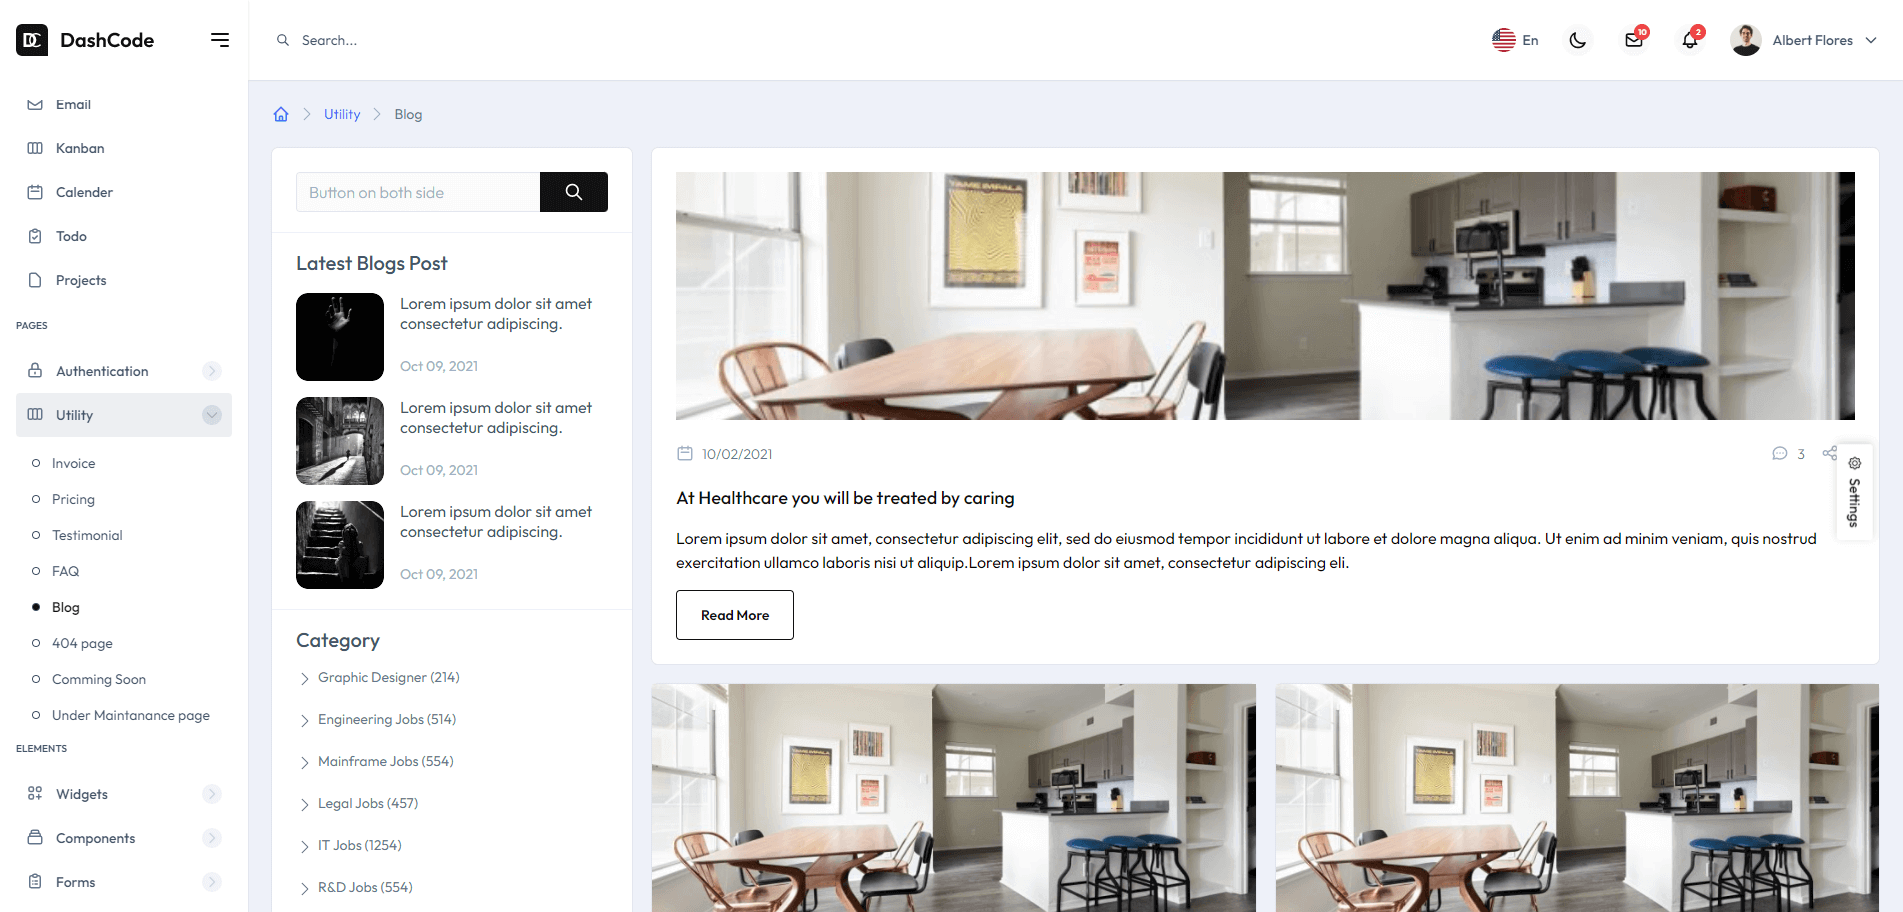 DC DashCode
Search...
En
10
2
Albert Flores
Email
Kanban
Calender
Todo
Projects
PAGES
Authentication
Utility
Invoice
Pricing
Testimonial
FAQ
Blog
404 page
Comming Soon
Under Maintanance page
ELEMENTS
Widgets
Components
Forms
Utility
Blog
Button on both side
Latest Blogs Post
Lorem ipsum dolor sit amet
consectetur adipiscing.
Oct 09, 2021
Lorem ipsum dolor sit amet
consectetur adipiscing.
Oct 09, 2021
Lorem ipsum dolor sit amet
consectetur adipiscing.
Oct 09, 2021
Category
Graphic Designer (214)
Engineering Jobs (514)
Mainframe Jobs (554)
Legal Jobs (457)
IT Jobs (1254)
R&D Jobs (554)
TAME IMPALA
10/02/2021
3
Settings
At Healthcare you will be treated by caring
Lorem ipsum dolor sit amet, consectetur adipiscing elit, sed do eiusmod tempor incididunt ut labore et dolore magna aliqua. Ut enim ad minim veniam, quis nostrud
exercitation ullamco laboris nisi ut aliquip.Lorem ipsum dolor sit amet, consectetur adipiscing eli.
Read More
TAME IMPALA
TAME IMPALA